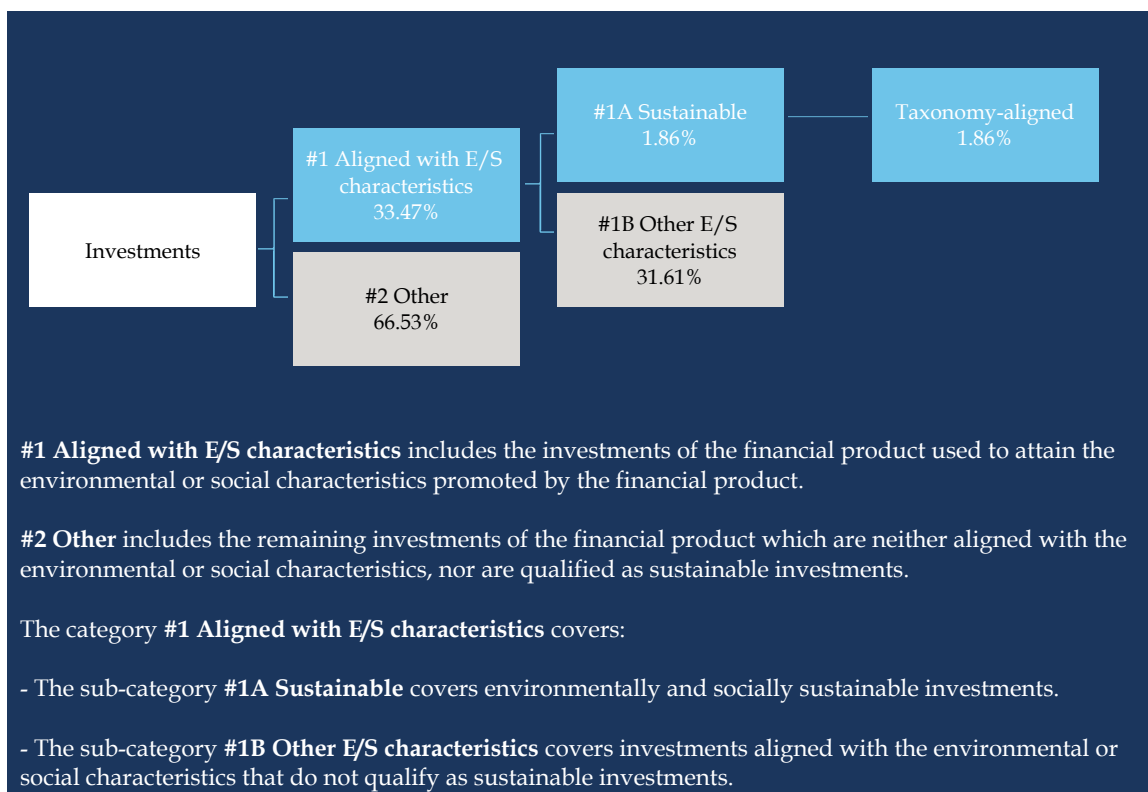 #1A Sustainable
1.86%
Taxonomy-aligned
1.86%
#1 Aligned with E/S
characteristics
33.47%
Investments
#1B Other E/S
characteristics
31.61%
#2 Other
66.53%
#1 Aligned with E/S characteristics includes the investments of the financial product used to attain the
environmental or social characteristics promoted by the financial product.
#2 Other includes the remaining investments of the financial product which are neither aligned with the
environmental or social characteristics, nor are qualified as sustainable investments.
The category #1 Aligned with E/S characteristics covers:
- The sub-category #1A Sustainable covers environmentally and socially sustainable investments.
- The sub-category #1B Other E/S characteristics covers investments aligned with the environmental or
social characteristics that do not qualify as sustainable investments.